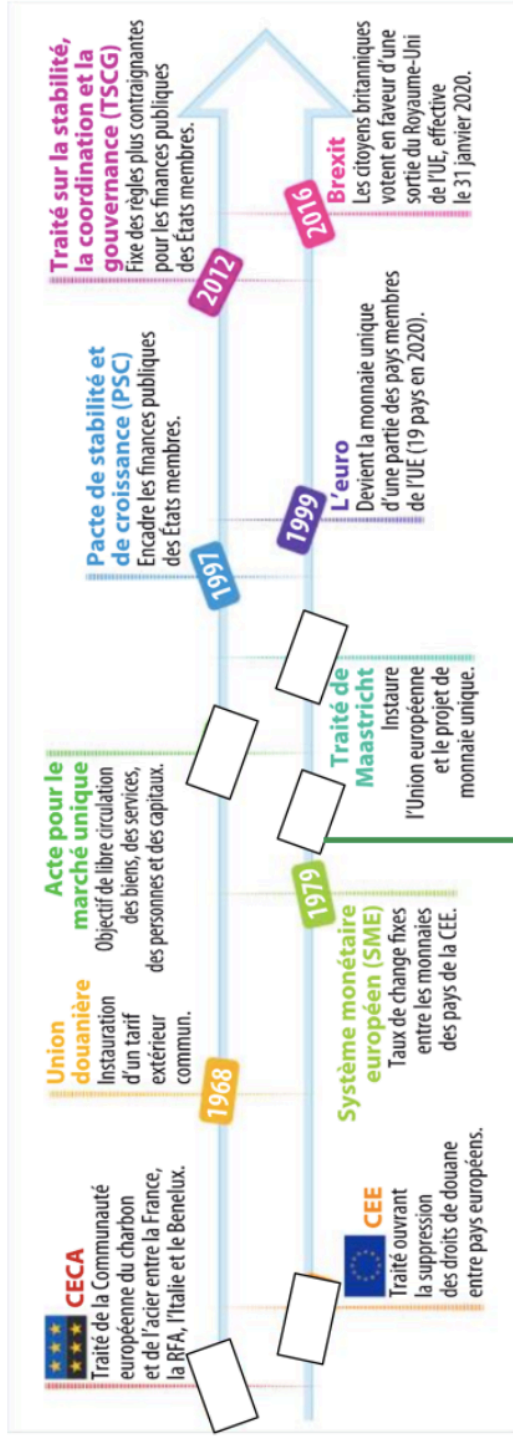 CECA
Traité de la Communauté
européenne du charbon
et de l'acier entre la France,
la RFA, l'Italie et le Benelux.
Union
douanière
Instauration
d'un tarif
extérieur
commun.
1968
Acte pour le
marché unique
Objectif de libre circulation
des biens, des services,
des personnes et des capitaux.
Pacte de stabilité et
de croissance (PSC)
Encadre les finances publiques
des États membres.
1997
Traité sur la stabilité,
la coordination et la
gouvernance (TSCG)
Fixe des règles plus contraignantes
pour les finances publiques
des États membres.
2012
CEE
Traité ouvrant
la suppression
des droits de douane
entre pays européens.
1979
Système monétaire
européen (SME)
Taux de change fixes
entre les monnaies
des pays de la CEE.
Traité de
Maastricht
Instaure
l'Union européenne
et le projet de
monnaie unique.
1999
L'euro
Devient la monnaie unique
d'une partie des pays membres
de l'UE (19 pays en 2020).
2016
Brexit
Les citoyens britanniques
votent en faveur d'une
sortie du Royaume-Uni
de l'UE, effective
le 31 janvier 2020.